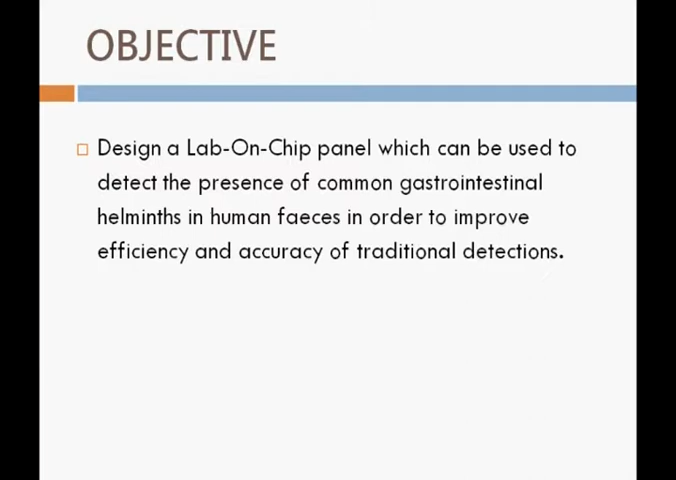 OBJECTIVE
Design a Lab-On-Chip panel which can be used to
detect the presence of common gastrointestinal
helminths in human faeces in order to improve
efficiency and accuracy of traditional detections.